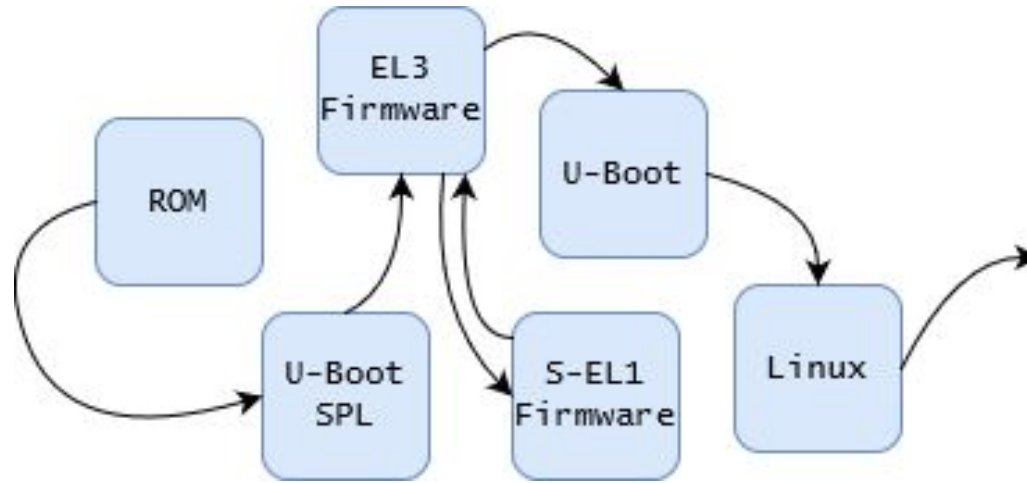 ROM
U-Boot
SPL
EL3
Firmware
S-EL1
Firmware
U-Boot
Linux